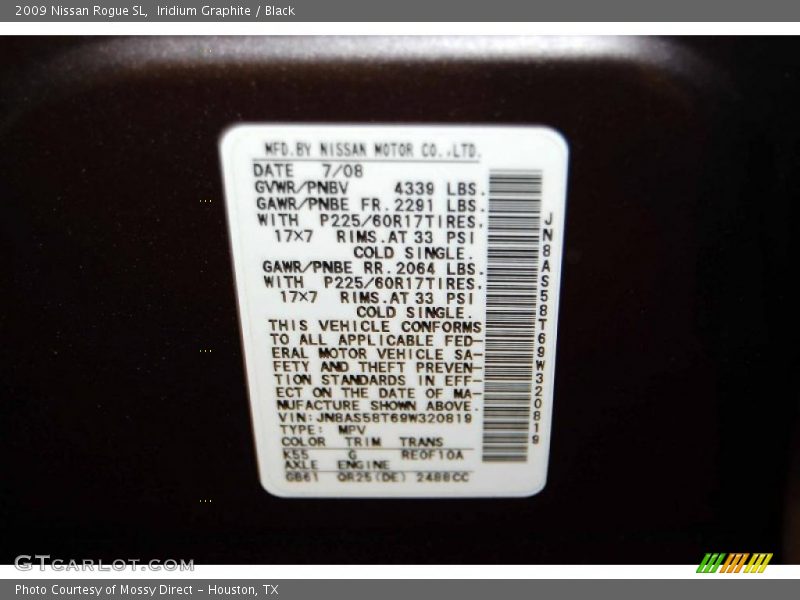 2009 Nissan Rogue SL, Iridium Graphite / Black
MFD.BY NISSAN MOTOR CO.,LTD.
DATE 7/08
GVWR/PNBV 4339 LBS.
GAWR/PNBE FR.2291 LBS.
WITH P225/60R17TIRES.
17×7 RIMS.AT 33 PSI
COLD SINGLE.
GAWR/PNBE RR.2064 LBS.
WITH P225/60R17TIRES.
17×7 RIMS.AT 33 PSI
COLD SINGLE.
THIS VEHICLE CONFORMS
TO ALL APPLICABLE FED-
ERAL MOTOR VEHICLE SA-
FETY AND THEFT PREVEN-
TION STANDARDS IN EFF-
ECT ON THE DATE OF MA-
NUFACTURE SHOWN ABOVE.
VIN:JN8AS58T69W320819
TYPE: MPV
COLOR TRIM TRANS
K55 G RE0F10A
AXLE ENGINE
GB61 QR25(DE) 2488CC
JN8AS58T69W320819
GTcarlot.com
Photo Courtesy of Mossy Direct - Houston, TX